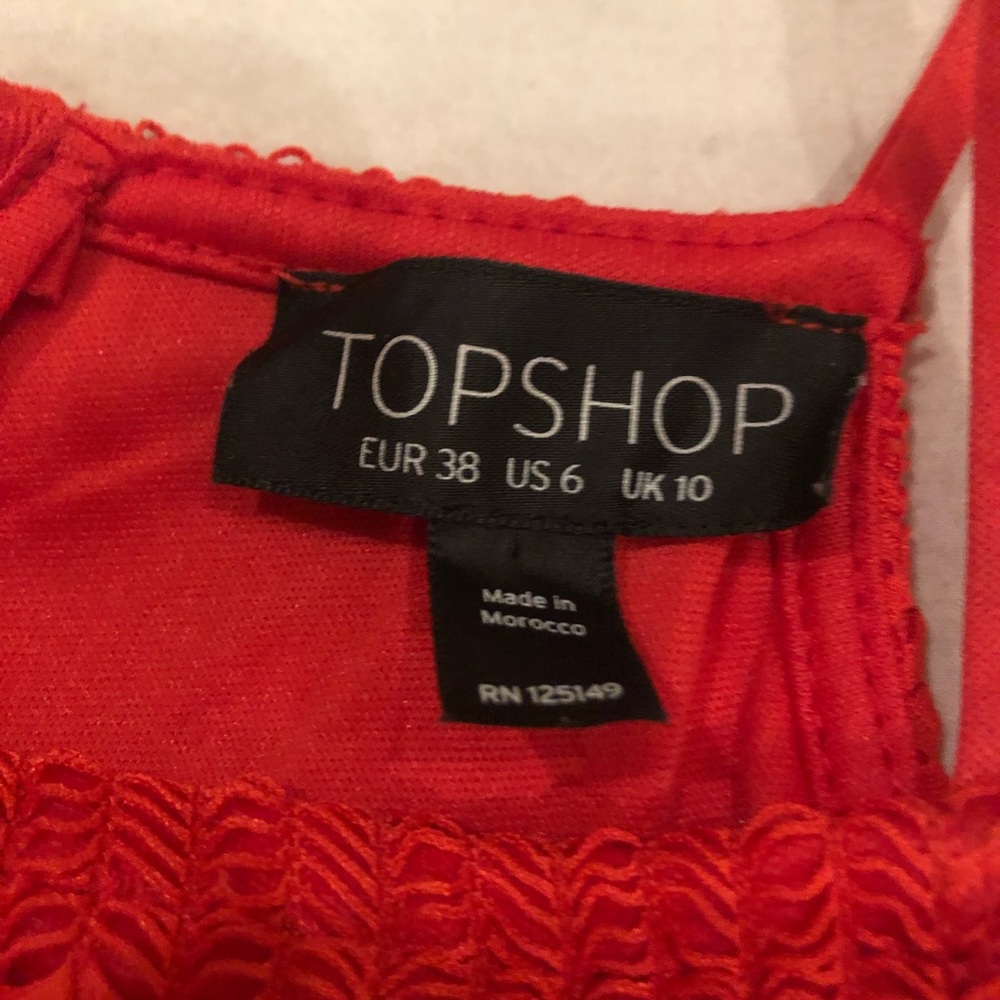 TOPSHOP
EUR 38 US 6 UK 10
Made in
Morocco
RN 125149